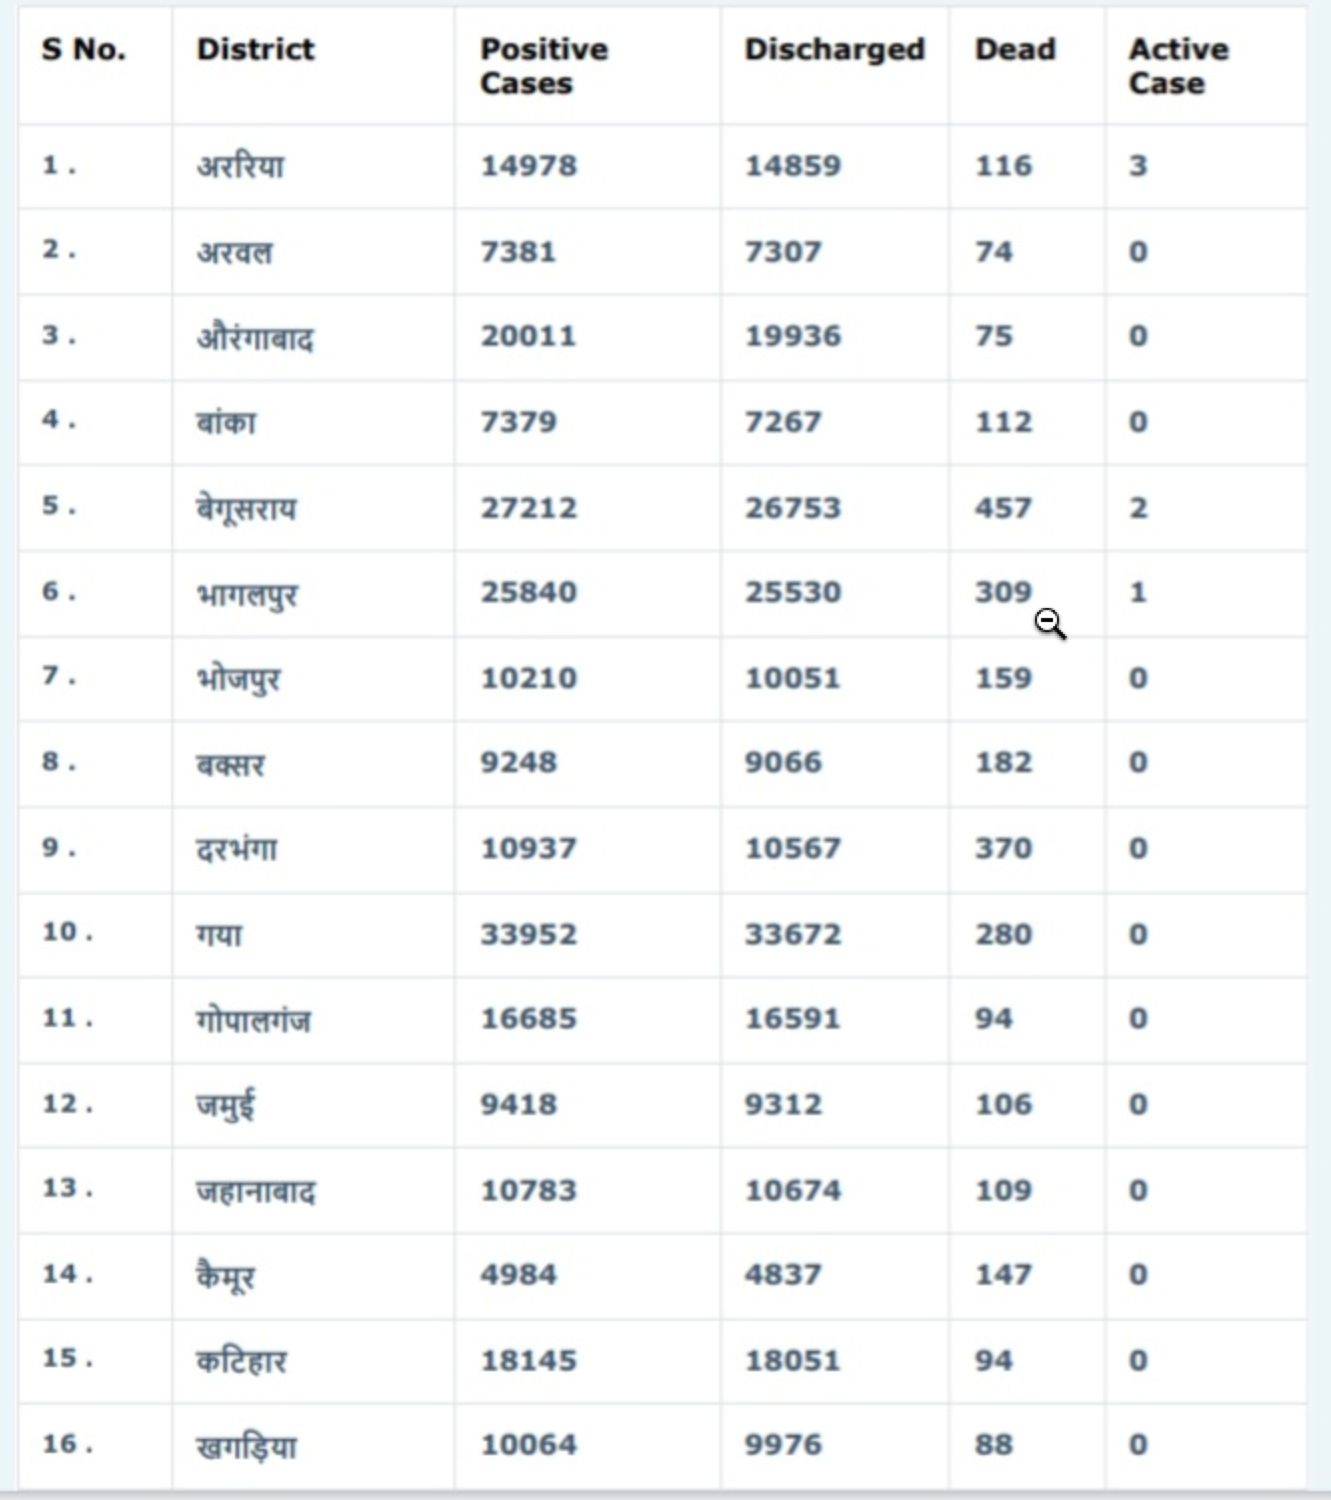 S No. District Positive Cases Discharged Dead Active Case
1 . अररिया 14978 14859 116 3
2 . अरवल 7381 7307 74 0
3 . औरंगाबाद 20011 19936 75 0
4 . बांका 7379 7267 112 0
5 . बेगूसराय 27212 26753 457 2
6 . भागलपुर 25840 25530 309 1
7 . भोजपुर 10210 10051 159 0
8 . बक्सर 9248 9066 182 0
9 . दरभंगा 10937 10567 370 0
10 . गया 33952 33672 280 0
11 . गोपालगंज 16685 16591 94 0
12 . जमुई 9418 9312 106 0
13 . जहानाबाद 10783 10674 109 0
14 . कैमूर 4984 4837 147 0
15 . कटिहार 18145 18051 94 0
16 . खगड़िया 10064 9976 88 0